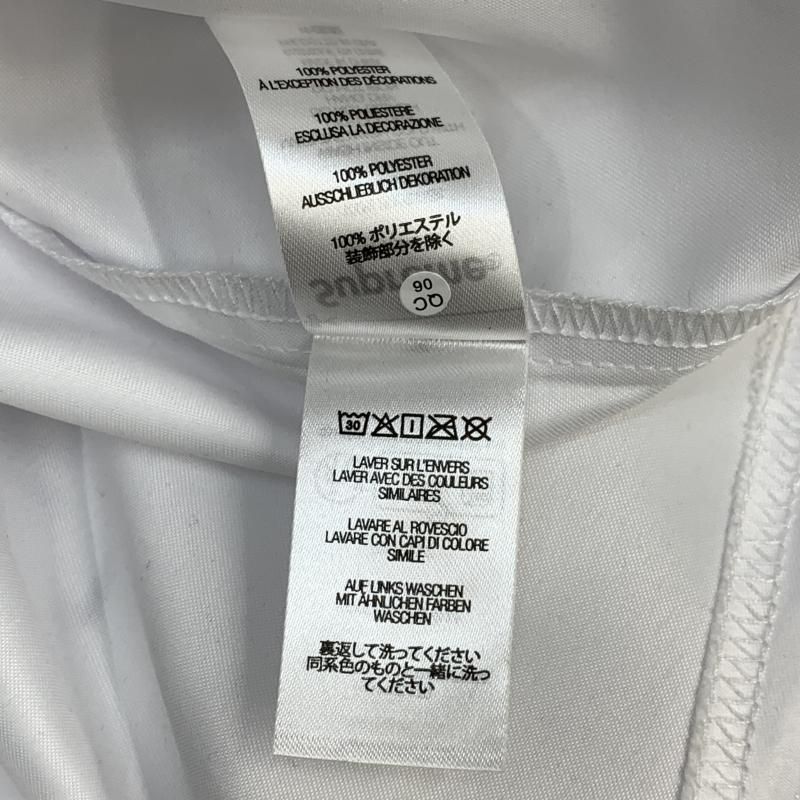 100% POLYESTER
À L'EXCEPTION DES DÉCORATIONS
100% POLIESTERE
ESCLUSA LA DECORAZIONE
100% POLYESTER
AUSSCHLIEBLICH DEKORATION
100% ポリエステル
装飾部分を除く
Supreme
QC
06
30
LAVER SUR L'ENVERS
LAVER AVEC DES COULEURS
SIMILAIRES
LAVARE AL ROVESCIO
LAVARE CON CAPI DI COLORE
SIMILE
AUF LINKS WASCHEN
MIT ÄHNLICHEN FARBEN
WASCHEN
裏返して洗ってください
同系色のものと一緒に洗っ
てください